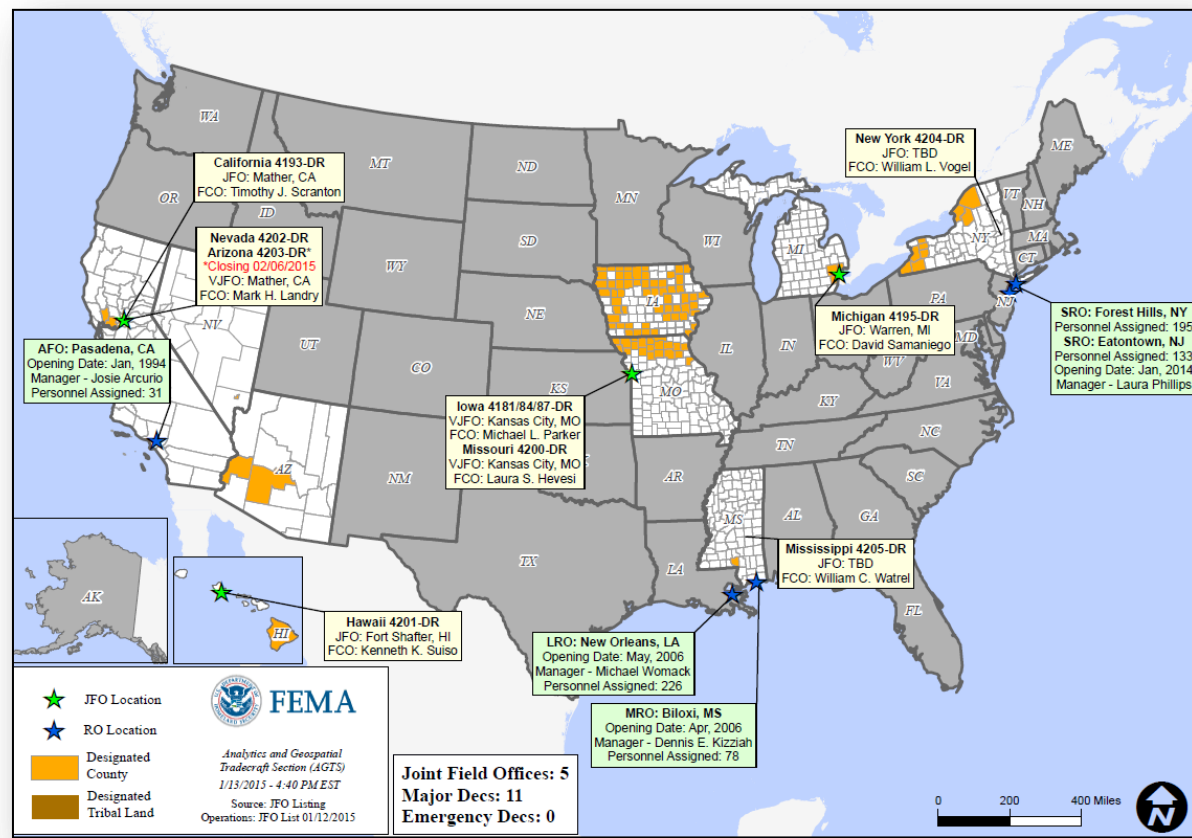 WA
OR
MT
ID
ND
SD
MN
WI
MI
WY
NE
IA
NV
UT
CO
KS
MO
IL
IN
PA
NY
VT
NH
ME
MA
CT
NJ
MD
WV
VA
KY
TN
NC
SC
AZ
NM
AR
MS
AL
GA
TX
LA
FL
AK
HI
California 4193-DR
JFO: Mather, CA
FCO: Timothy J. Scranton
Nevada 4202-DR
Arizona 4203-DR*
*Closing 02/06/2015
VJFO: Mather, CA
FCO: Mark H. Landry
AFO: Pasadena, CA
Opening Date: Jan, 1994
Manager - Josie Arcurio
Personnel Assigned: 31
New York 4204-DR
JFO: TBD
FCO: William L. Vogel
Michigan 4195-DR
JFO: Warren, MI
FCO: David Samaniego
SRO: Forest Hills, NY
Personnel Assigned: 195
SRO: Eatontown, NJ
Personnel Assigned: 133
Opening Date: Jan, 2014
Manager - Laura Phillips
Iowa 4181/84/87-DR
VJFO: Kansas City, MO
FCO: Michael L. Parker
Missouri 4200-DR
VJFO: Kansas City, MO
FCO: Laura S. Hevesi
Mississippi 4205-DR
JFO: TBD
FCO: William C. Watrel
Hawaii 4201-DR
JFO: Fort Shafter, HI
FCO: Kenneth K. Suiso
LRO: New Orleans, LA
Opening Date: May, 2006
Manager - Michael Womack
Personnel Assigned: 226
MRO: Biloxi, MS
Opening Date: Apr, 2006
Manager - Dennis E. Kizziah
Personnel Assigned: 78
JFO Location
RO Location
Designated
County
Designated
Tribal Land
FEMA
Analytics and Geospatial
Tradecraft Section (AGTS)
1/13/2015 - 4:40 PM EST
Source: JFO Listing
Operations: JFO List 01/12/2015
Joint Field Offices: 5
Major Decs: 11
Emergency Decs: 0
0 200 400 Miles
N